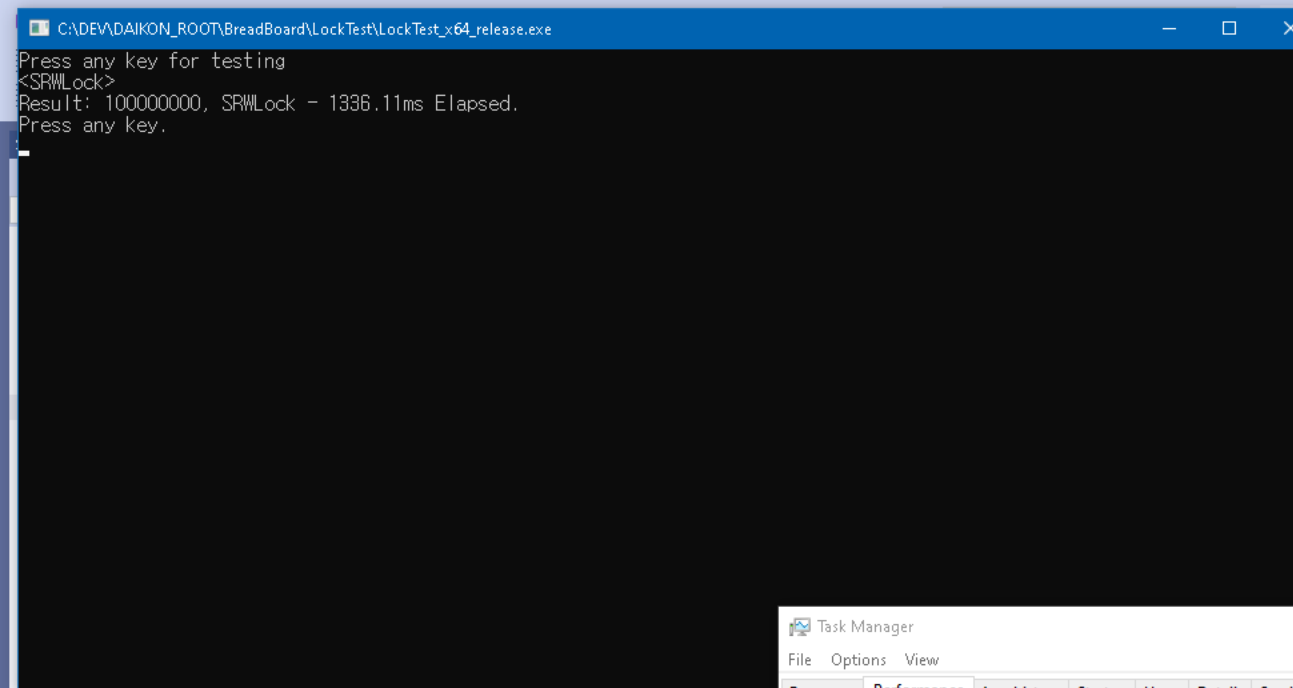 C:\DEV\DAIKON_ROOT\BreadBoard\LockTest\LockTest_x64_release.exe
Press any key for testing
<SRWLock>
Result: 100000000, SRWLock - 1336.11ms Elapsed.
Press any key.
Task Manager
File Options View
Performance